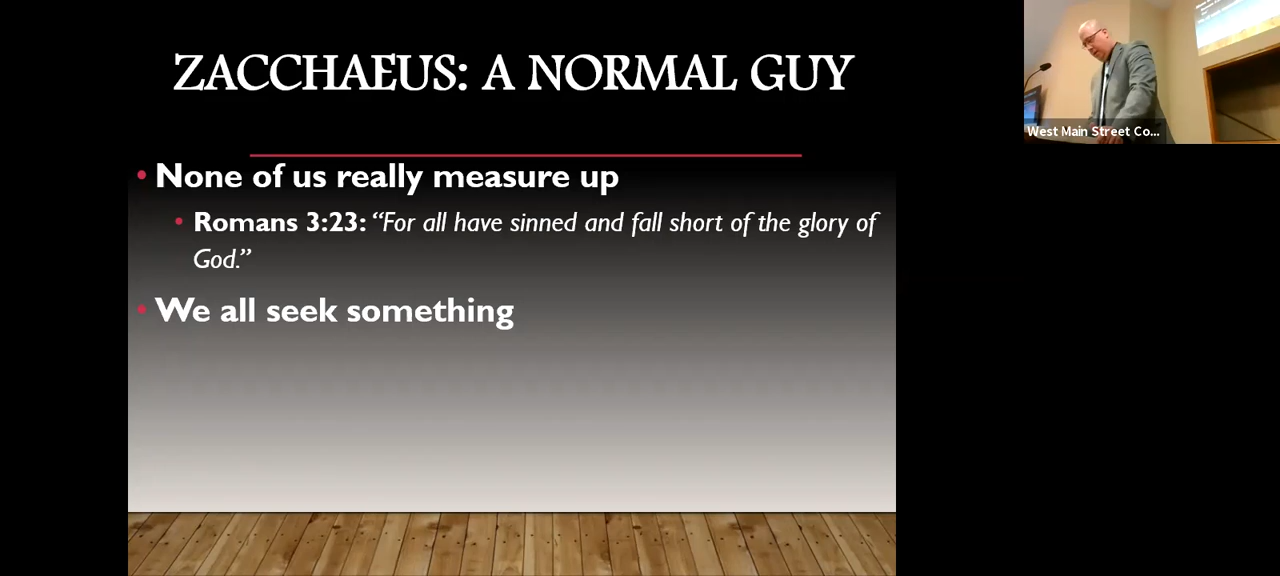 ZACCHAEUS: A NORMAL GUY
• None of us really measure up
• Romans 3:23: “For all have sinned and fall short of the glory of
God.”
• We all seek something
West Main Street Co...